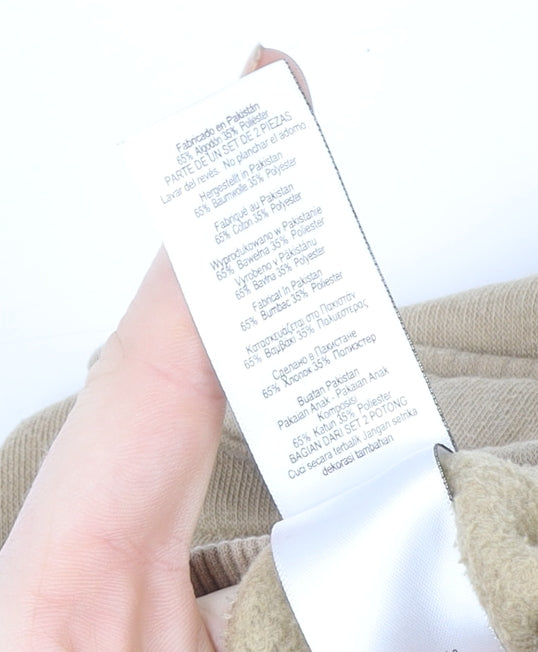 Fabricado en Pakistán
65% Algodón 35% Poliéster
PARTE DE UN SET DE 2 PIEZAS
Lavar del revés. No planchar el adorno
Hergestellt in Pakistan
65% Baumwolle 35% Polyester
Fabriqué au Pakistan
65% Coton 35% Polyester
Wyprodukowano w Pakistanie
65% Bawełna 35% Poliester
Vyrobeno v Pakistánu
65% Bavlna 35% Polyester
Fabricat în Pakistan
65% Bumbac 35% Poliester
Κατασκευάζεται στο Πακιστάν
65% Βαμβάκι 35% Πολυεστέρας
Сделано в Пакистане
65% Хлопок 35% Полиэстер
Buatan Pakistan
Pakaian Anak - Pakaian Anak
Komposisi
65% Katun 35% Poliester
BAGIAN DARI SET 2 POTONG
Cuci secara terbalik Jangan setrika
dekorasi tambahan